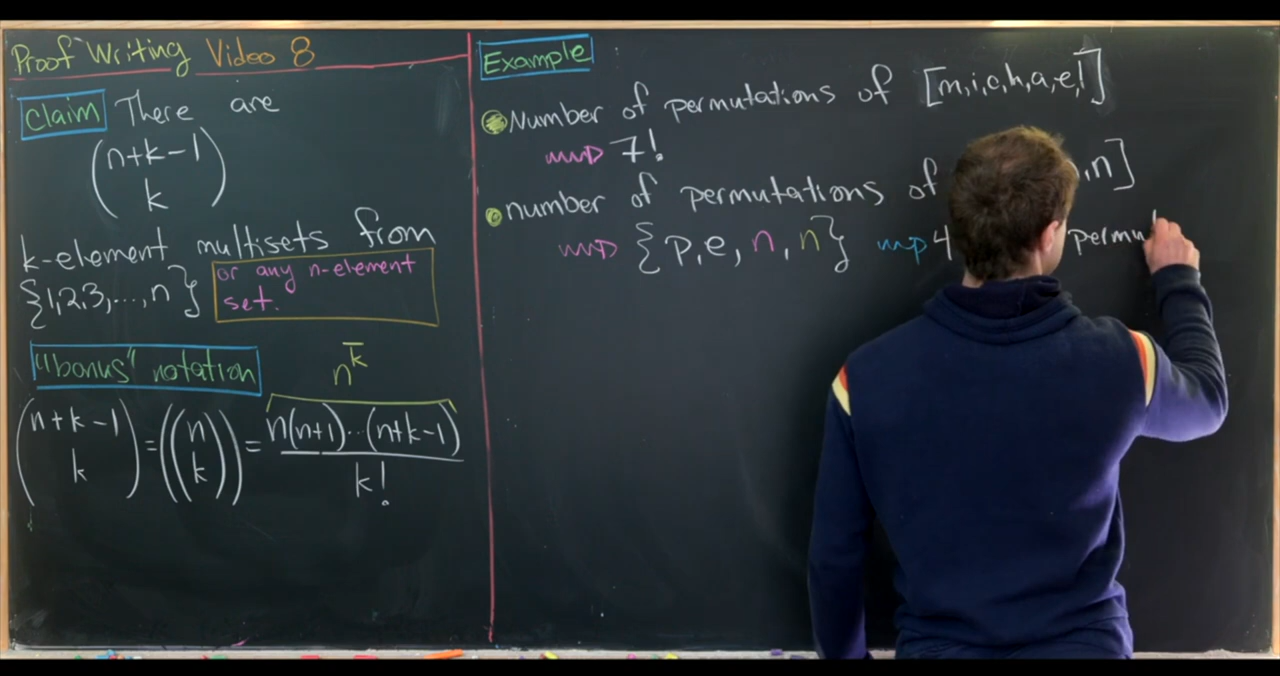 Proof Writing Video 8
Claim There are
(n+k-1 k)
k-element multisets from
{1,2,3,...,n} or any n-element set.
"bonus" notation
n^k̅
(n+k-1 k) = ((n k)) = n(n+1)...(n+k-1) / k!
Example
Number of permutations of [m,i,c,h,a,e,l]
7!
number of permutations of ,n]
{p,e,n,n} 4 permu